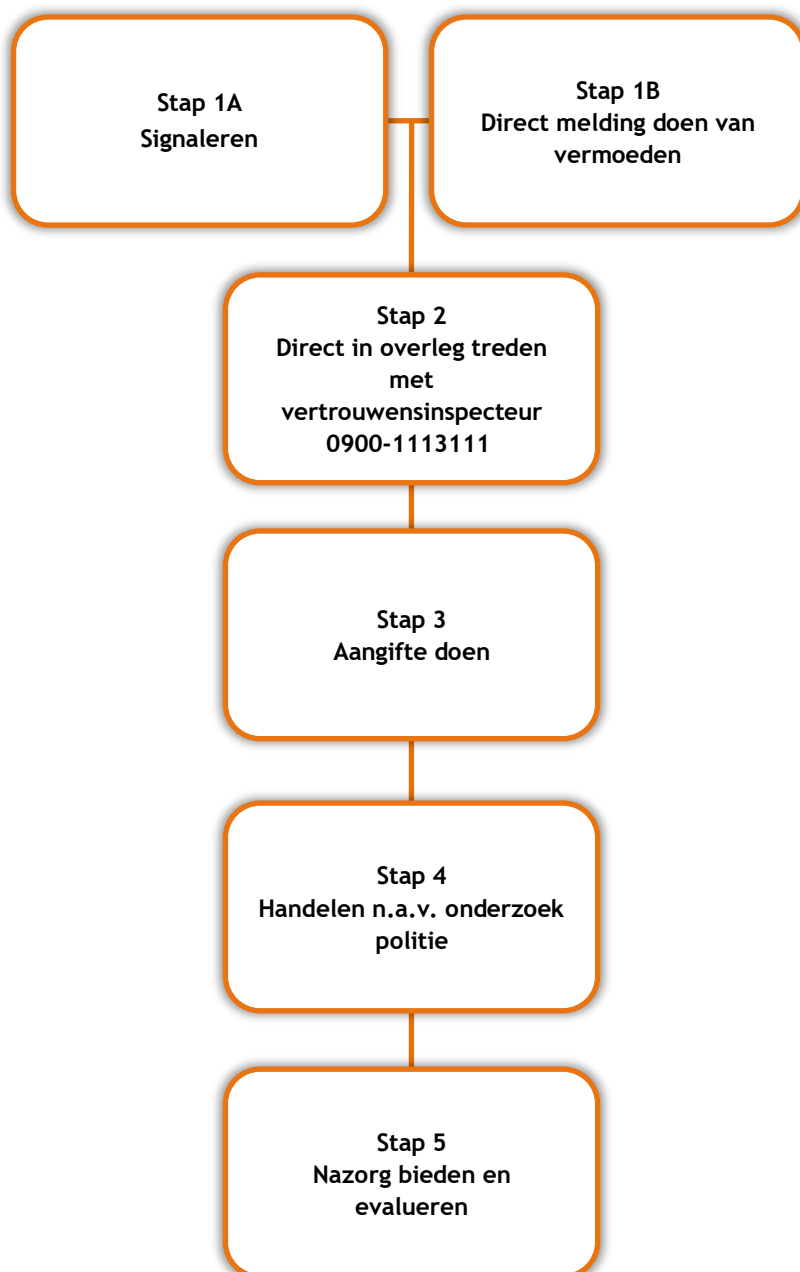 Stap 1A
Signaleren
Stap 1B
Direct melding doen van
vermoeden
Stap 2
Direct in overleg treden
met
vertrouwensinspecteur
0900-1113111
Stap 3
Aangifte doen
Stap 4
Handelen n.a.v. onderzoek
politie
Stap 5
Nazorg bieden en
evalueren